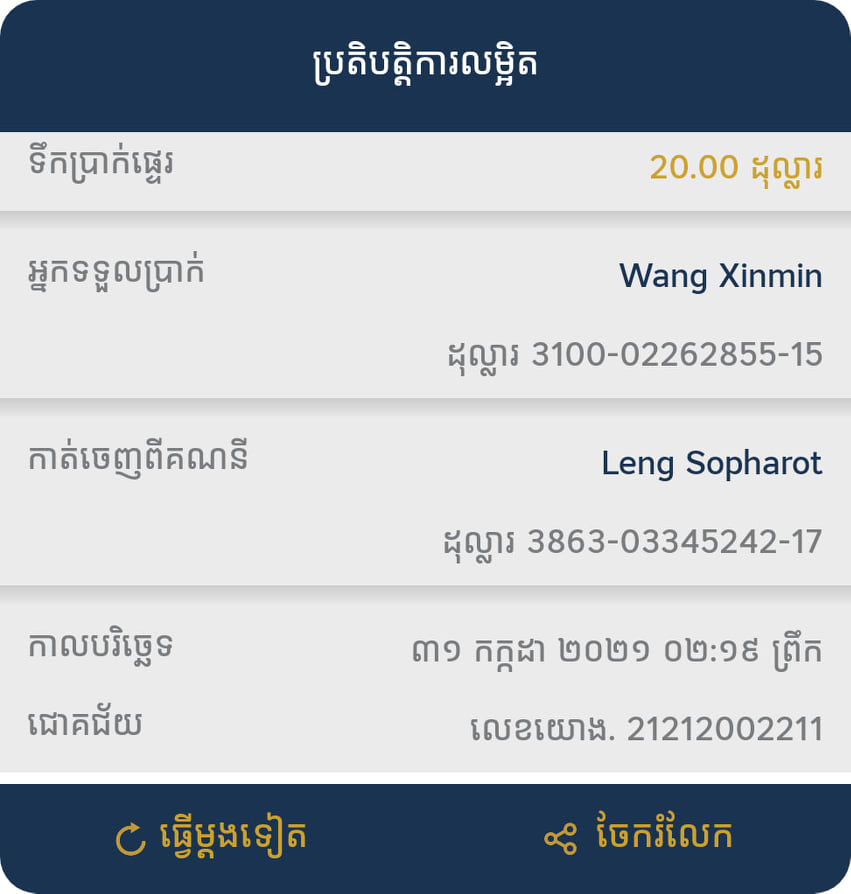 ប្រតិបត្តិការលម្អិត
ទឹកប្រាក់ផ្ទេរ 20.00 ដុល្លារ
អ្នកទទួលប្រាក់ Wang Xinmin
ដុល្លារ 3100-02262855-15
កាត់ចេញពីគណនី Leng Sopharot
ដុល្លារ 3863-03345242-17
កាលបរិច្ឆេទ ៣១ កក្កដា ២០២១ ០២:១៩ ព្រឹក
ជោគជ័យ លេខយោង. 21212002211
ធ្វើម្ដងទៀត ចែករំលែក